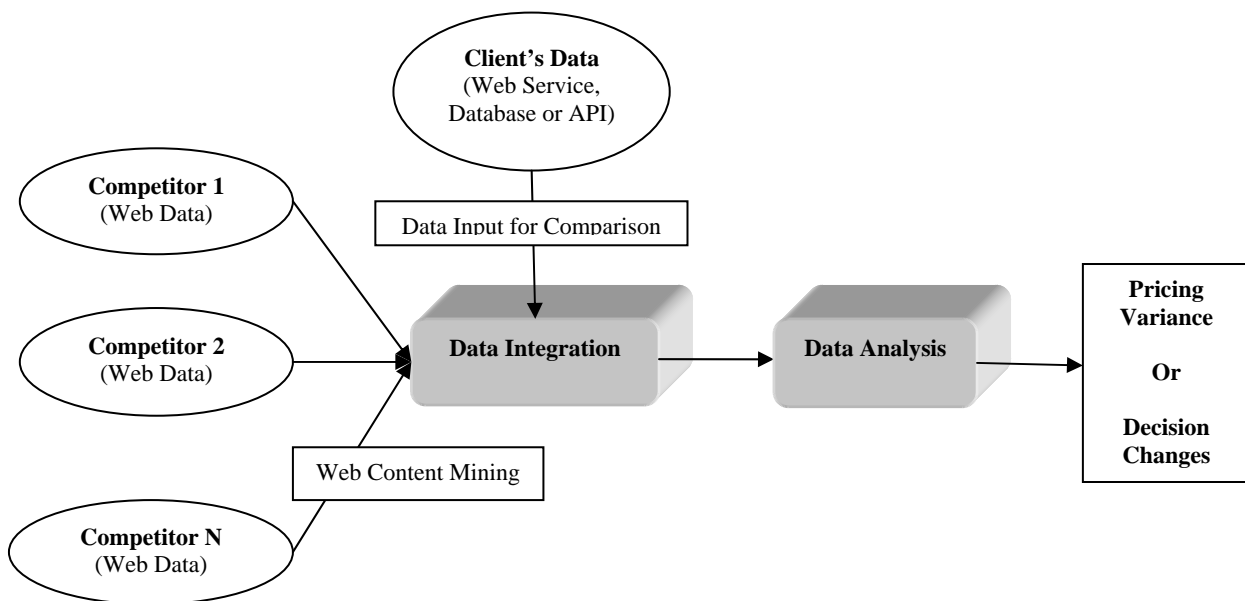 Client’s Data
(Web Service,
Database or API)
Competitor 1
(Web Data)
Data Input for Comparison
Competitor 2
(Web Data)
Data Integration
Data Analysis
Pricing
Variance
Or
Decision
Changes
Web Content Mining
Competitor N
(Web Data)